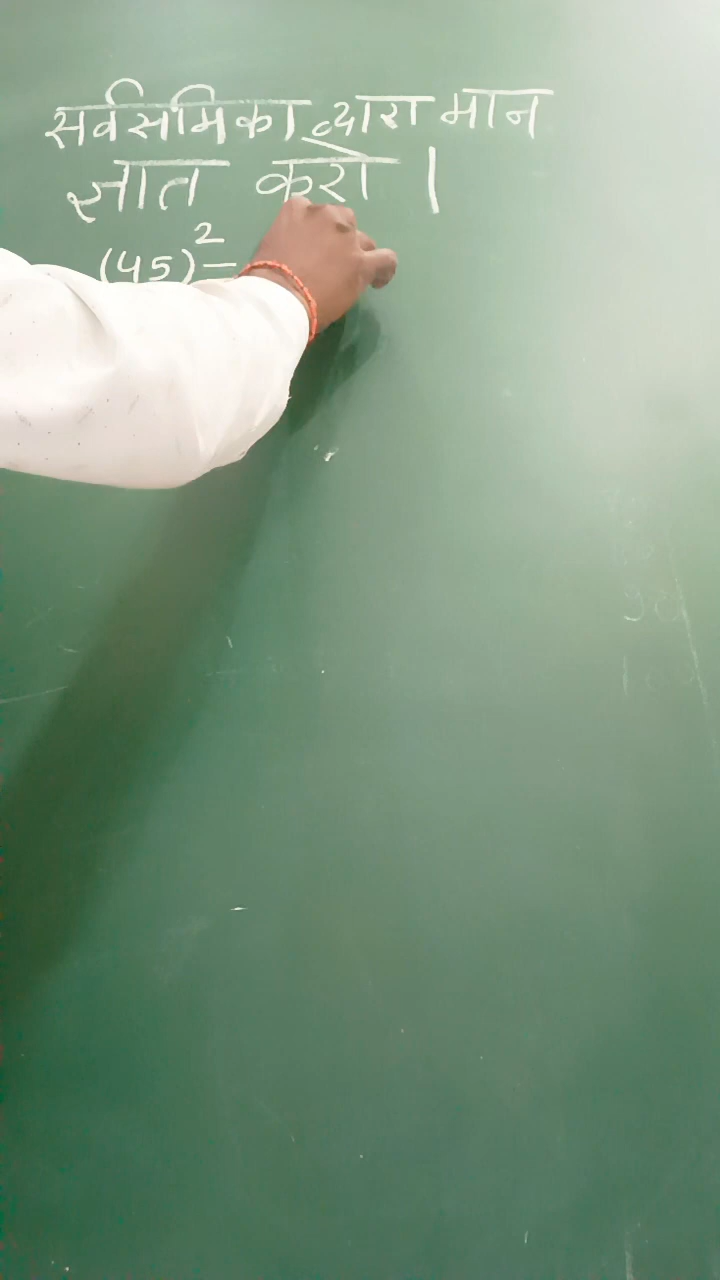 सर्वसमिका द्वारा मान
ज्ञात करो ।
(45)² =